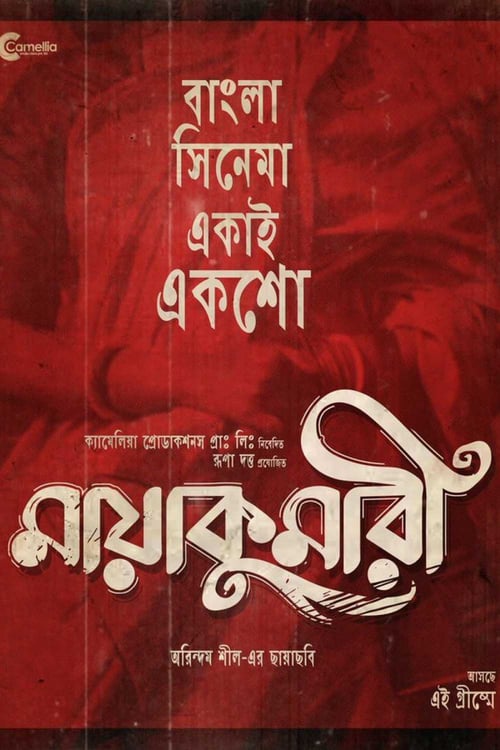 Camellia
বাংলা
সিনেমা
একাই
একশো
ক্যামেলিয়া প্রোডাকশনস প্রাঃ লিঃ নিবেদিত
রূপা দত্ত প্রযোজিত
মায়াকুমারী
অরিন্দম শীল-এর ছায়াছবি
আসছে
এই গ্রীষ্মে